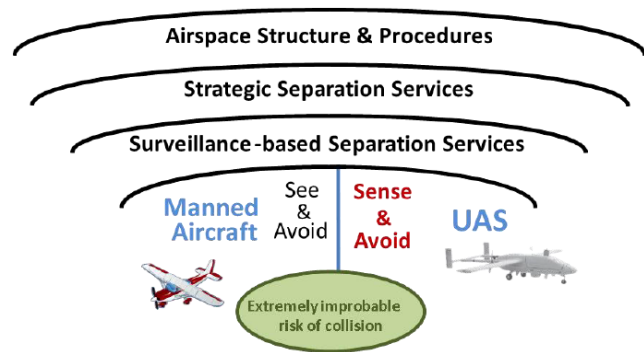 Airspace Structure & Procedures
Strategic Separation Services
Surveillance-based Separation Services
Manned
Aircraft
See
&
Avoid
Sense
&
Avoid
UAS
Extremely improbable
risk of collision